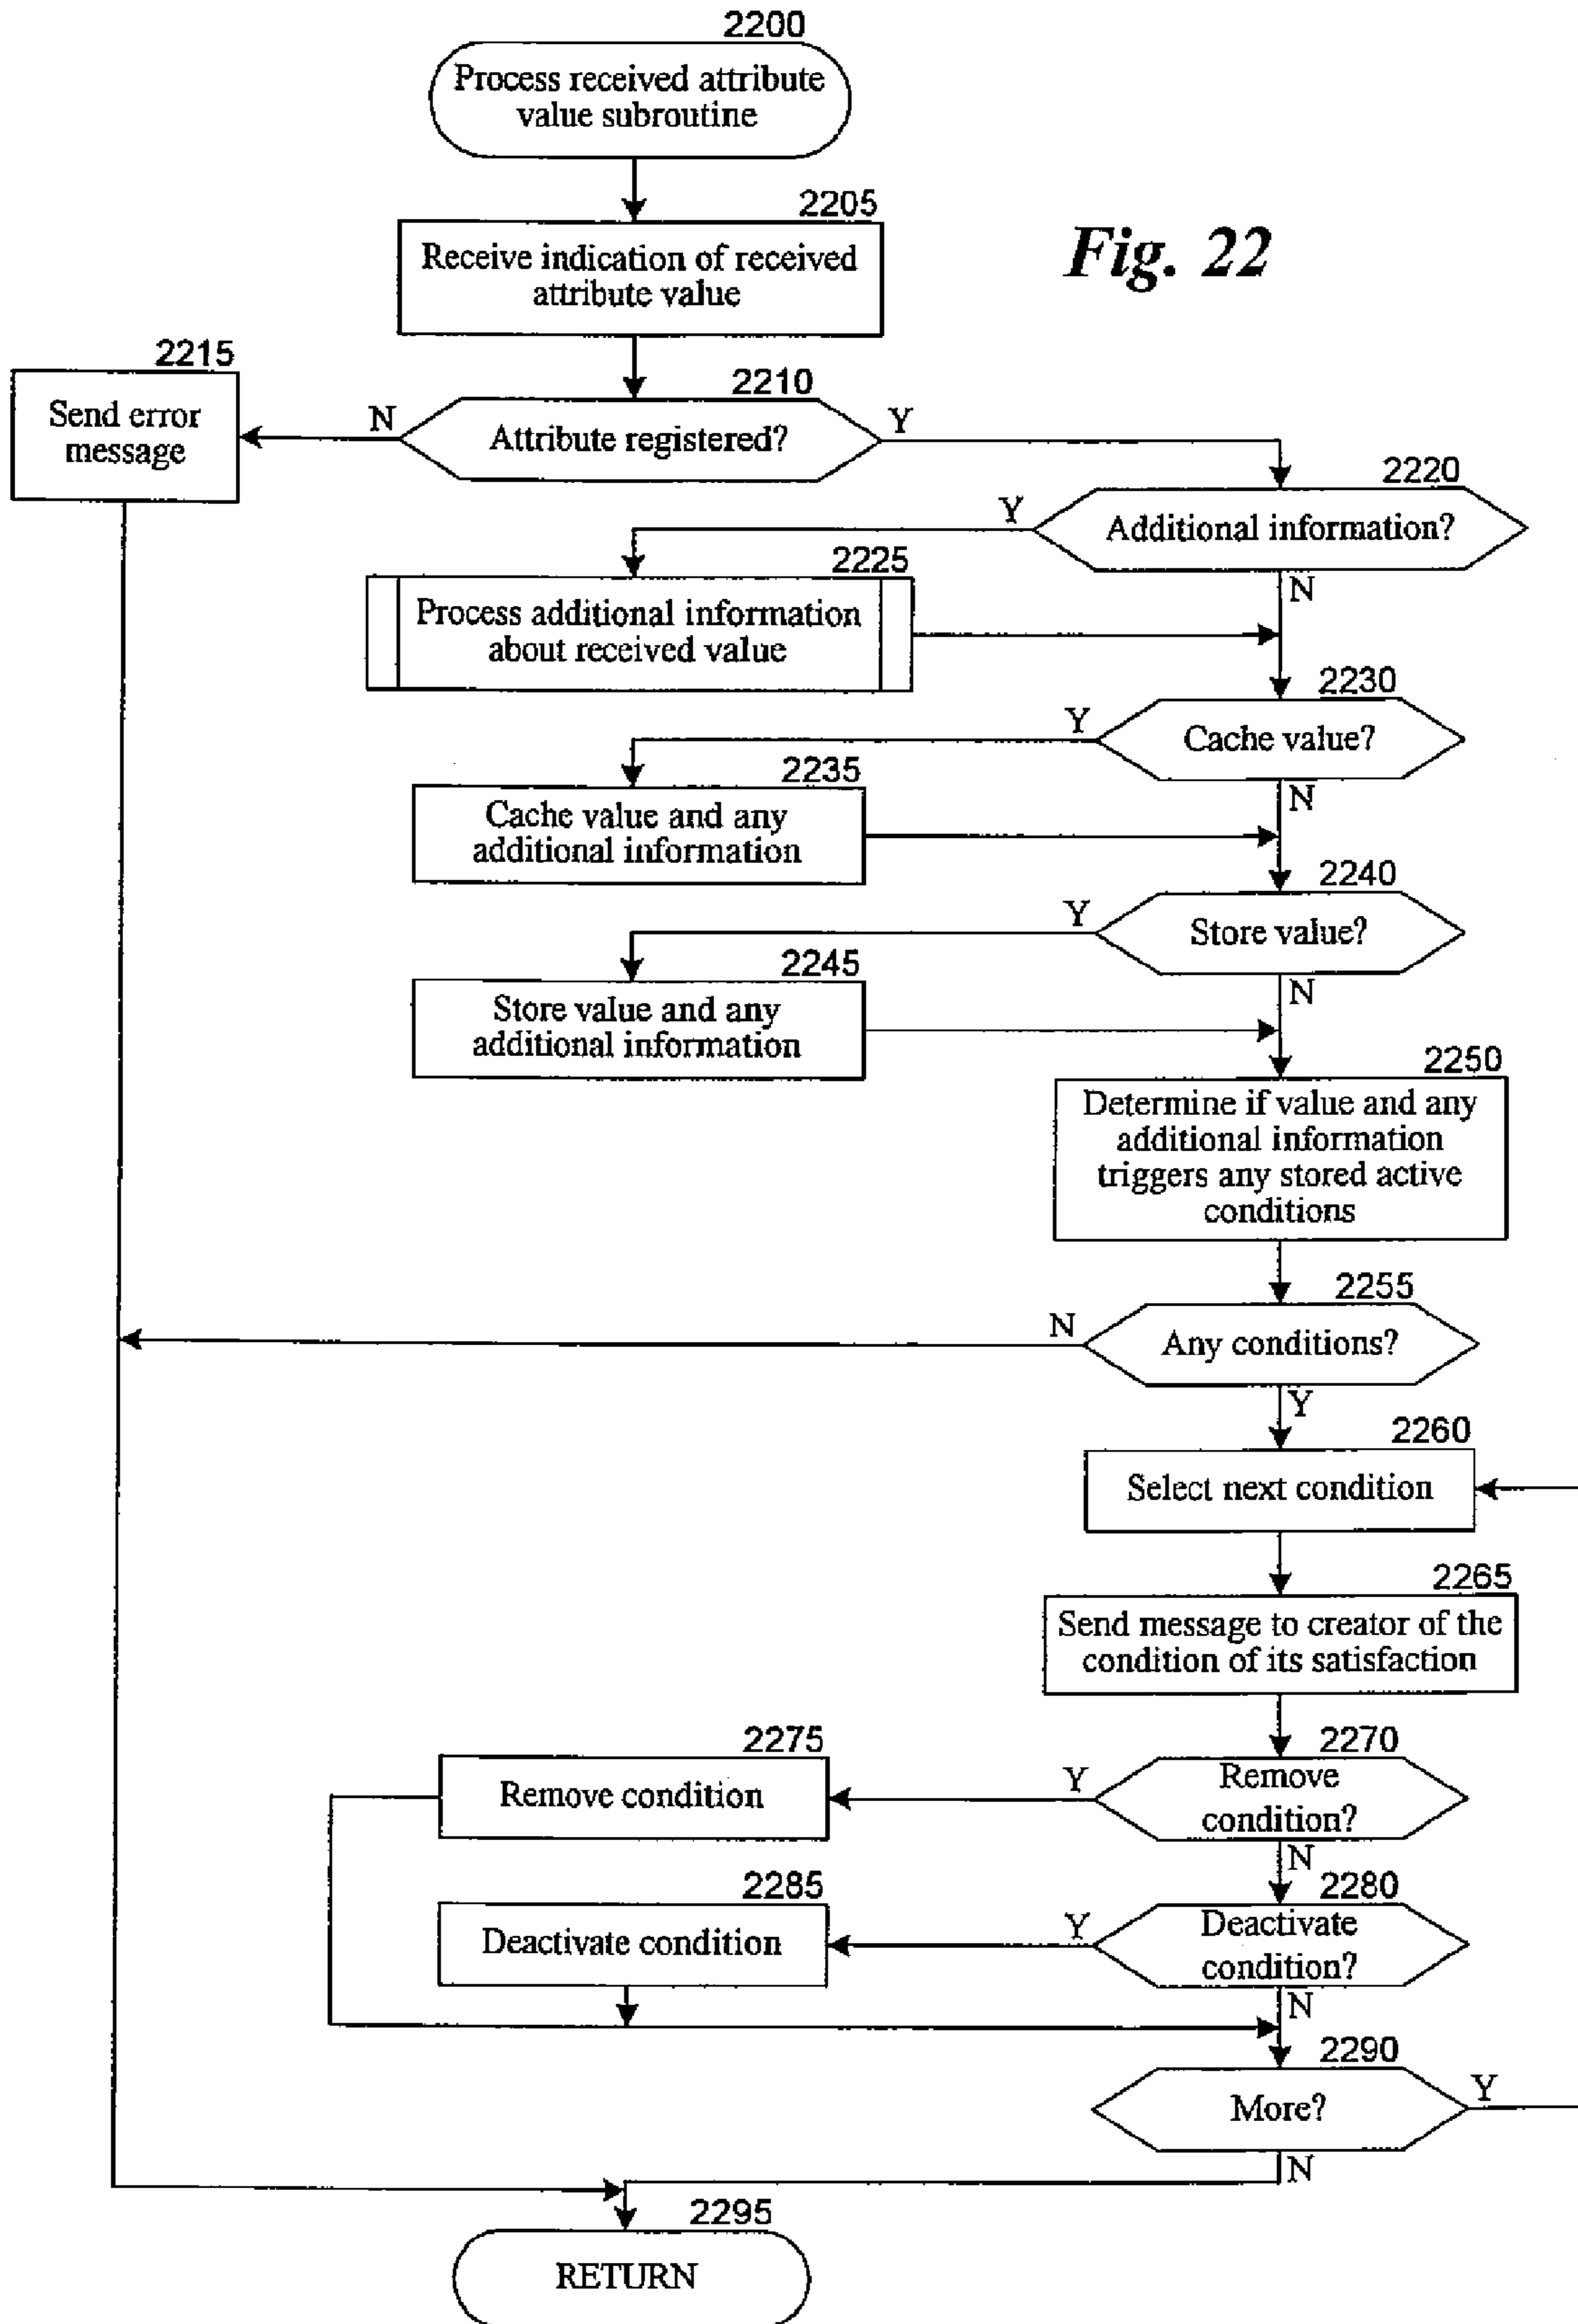 2200
Process received attribute
value subroutine
2205
Receive indication of received
attribute value
Fig. 22
2215
Send error
message
N
2210
Attribute registered?
Y
2220
Additional information?
Y
N
2225
Process additional information
about received value
2230
Cache value?
Y
N
2235
Cache value and any
additional information
2240
Store value?
Y
N
2245
Store value and any
additional information
2250
Determine if value and any
additional information
triggers any stored active
conditions
2255
Any conditions?
N
Y
2260
Select next condition
2265
Send message to creator of the
condition of its satisfaction
2270
Remove
condition?
Y
N
2275
Remove condition
2280
Deactivate
condition?
Y
N
2285
Deactivate condition
2290
More?
Y
N
2295
RETURN